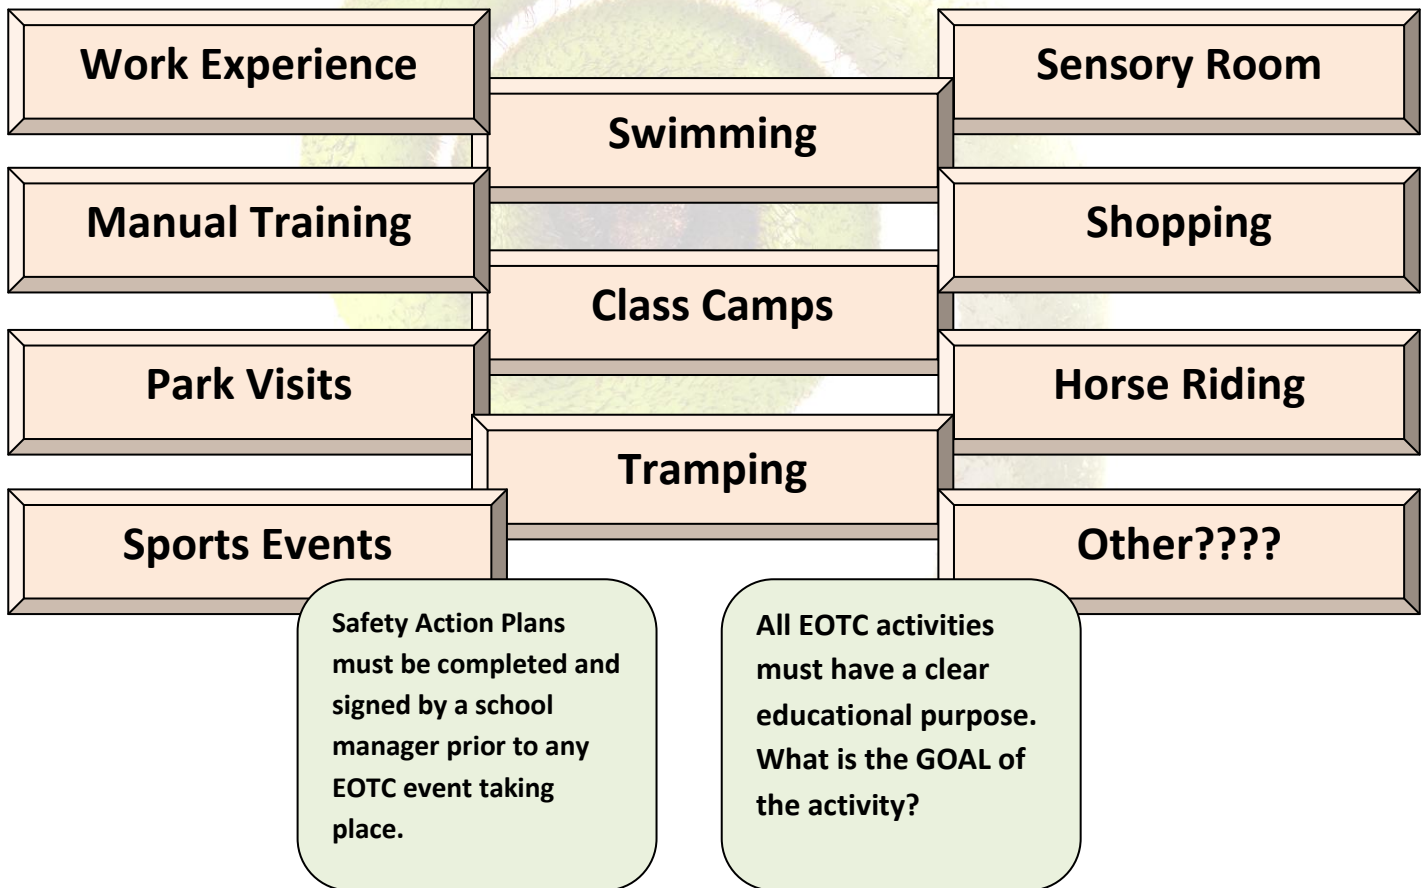 Work Experience
Sensory Room
Swimming
Manual Training
Shopping
Class Camps
Park Visits
Horse Riding
Tramping
Sports Events
Other????
Safety Action Plans
must be completed and
signed by a school
manager prior to any
EOTC event taking
place.
All EOTC activities
must have a clear
educational purpose.
What is the GOAL of
the activity?